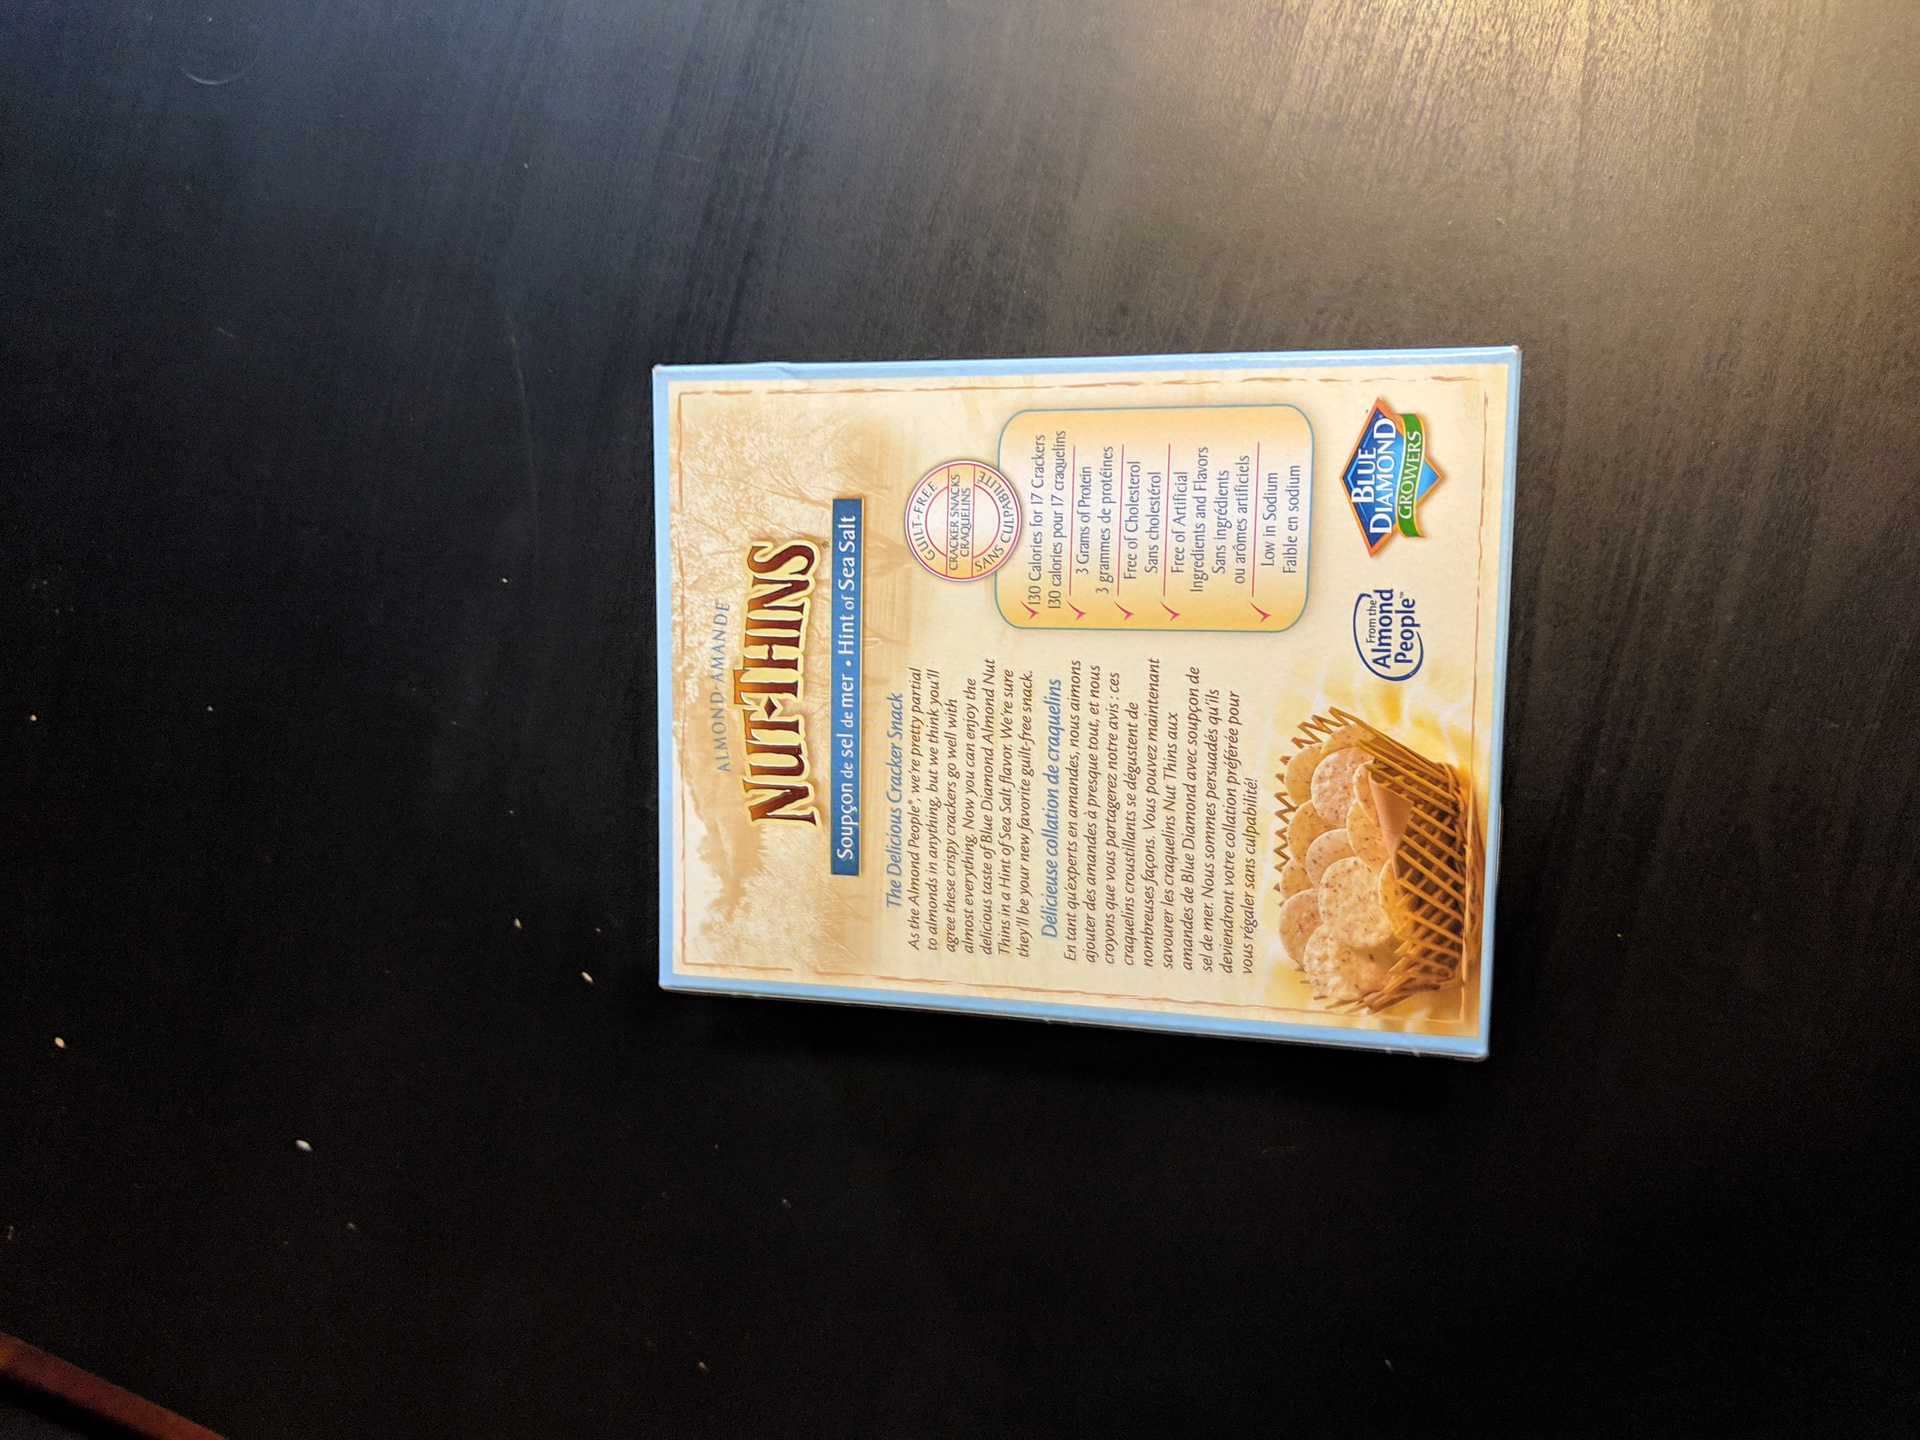 ALMOND·AMANDE
NUT·THINS®
Soupçon de sel de mer • Hint of Sea Salt
The Delicious Cracker Snack
As the Almond People®, we're pretty partial
to almonds in anything, but we think you'll
agree these crispy crackers go well with
almost everything. Now you can enjoy the
delicious taste of Blue Diamond Almond Nut
Thins in a Hint of Sea Salt flavor. We're sure
they'll be your new favorite guilt-free snack.
Délicieuse collation de craquelins
En tant qu'experts en amandes, nous aimons
ajouter des amandes à presque tout, et nous
croyons que vous partagerez notre avis : ces
craquelins croustillants se dégustent de
nombreuses façons. Vous pouvez maintenant
savourer les craquelins Nut Thins aux
amandes de Blue Diamond avec soupçon de
sel de mer. Nous sommes persuadés qu'ils
deviendront votre collation préférée pour
vous régaler sans culpabilité!
GUILT-FREE
CRACKER SNACKS
CRAQUELINS
SANS CULPABILITÉ
130 Calories for 17 Crackers
130 calories pour 17 craquelins
3 Grams of Protein
3 grammes de protéines
Free of Cholesterol
Sans cholestérol
Free of Artificial
Ingredients and Flavors
Sans ingrédients
ou arômes artificiels
Low in Sodium
Faible en sodium
From the
Almond
People™
BLUE
DIAMOND®
GROWERS